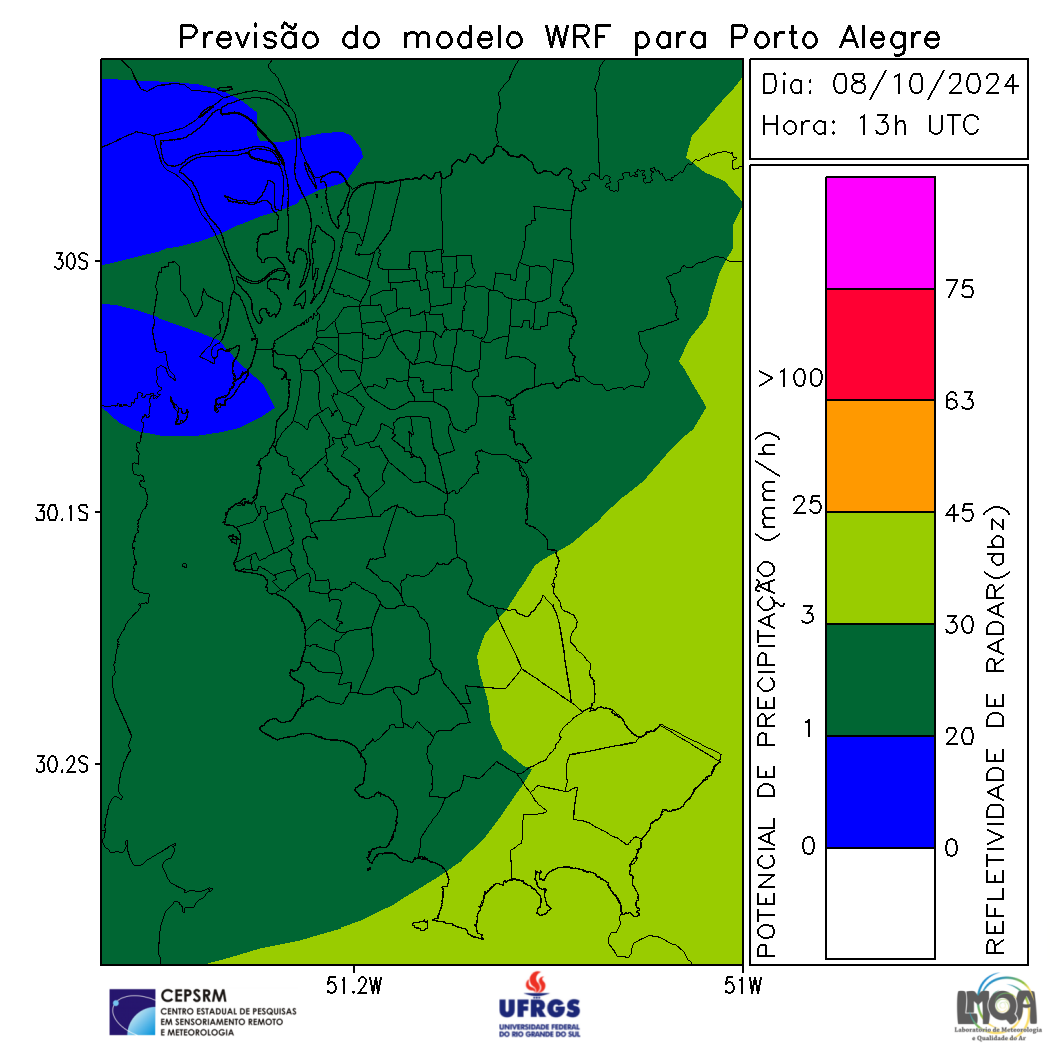 Previsão do modelo WRF para Porto Alegre
Dia: 08/10/2024
Hora: 13h UTC
30S
30.1S
30.2S
51.2W
51W
POTENCIAL DE PRECIPITAÇÃO (mm/h)
>100
25
3
1
0
75
63
45
30
20
0
REFLETIVIDADE DE RADAR(dbz)
CEPSRM
CENTRO ESTADUAL DE PESQUISAS
EM SENSORIAMENTO REMOTO
E METEOROLOGIA
UFRGS
UNIVERSIDADE FEDERAL
DO RIO GRANDE DO SUL
LMQA
Laboratório de Meteorologia
e Qualidade do Ar